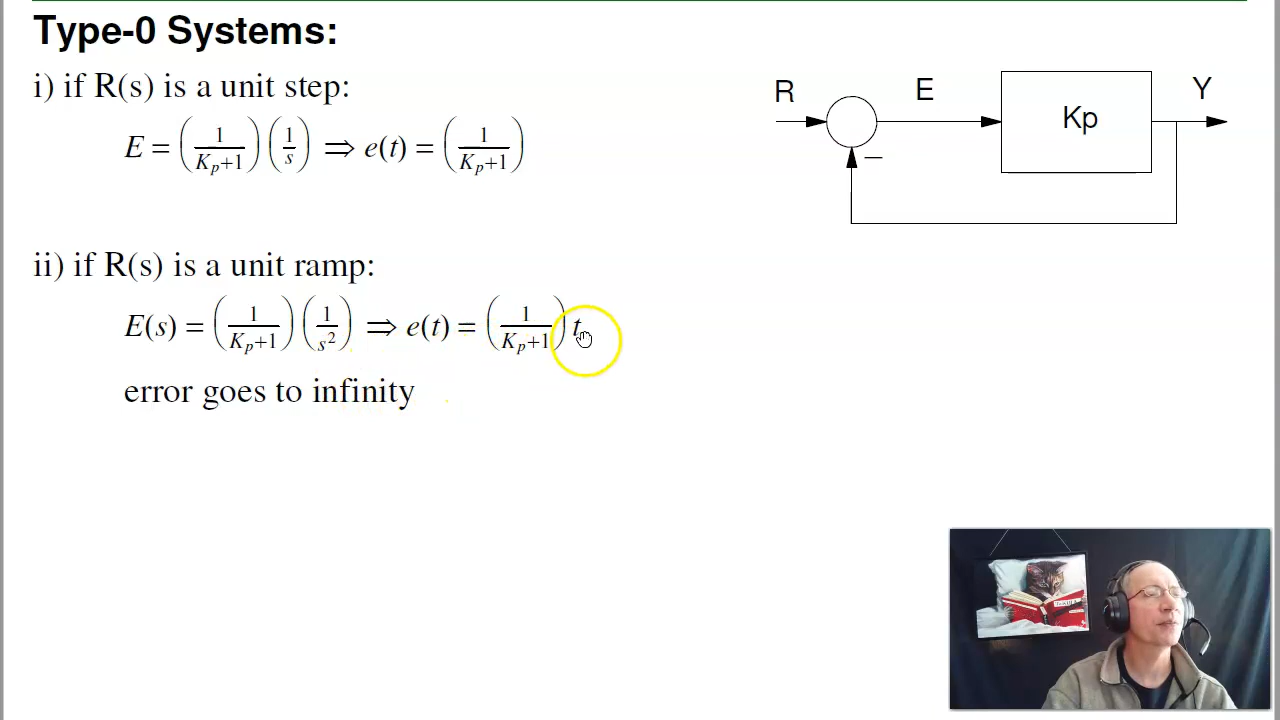 Type-0 Systems:
i) if R(s) is a unit step:
E = (1/(Kp+1)) (1/s) ⇒ e(t) = (1/(Kp+1))
ii) if R(s) is a unit ramp:
E(s) = (1/(Kp+1)) (1/s²) ⇒ e(t) = (1/(Kp+1)) t
error goes to infinity
R
E
Kp
Y
−